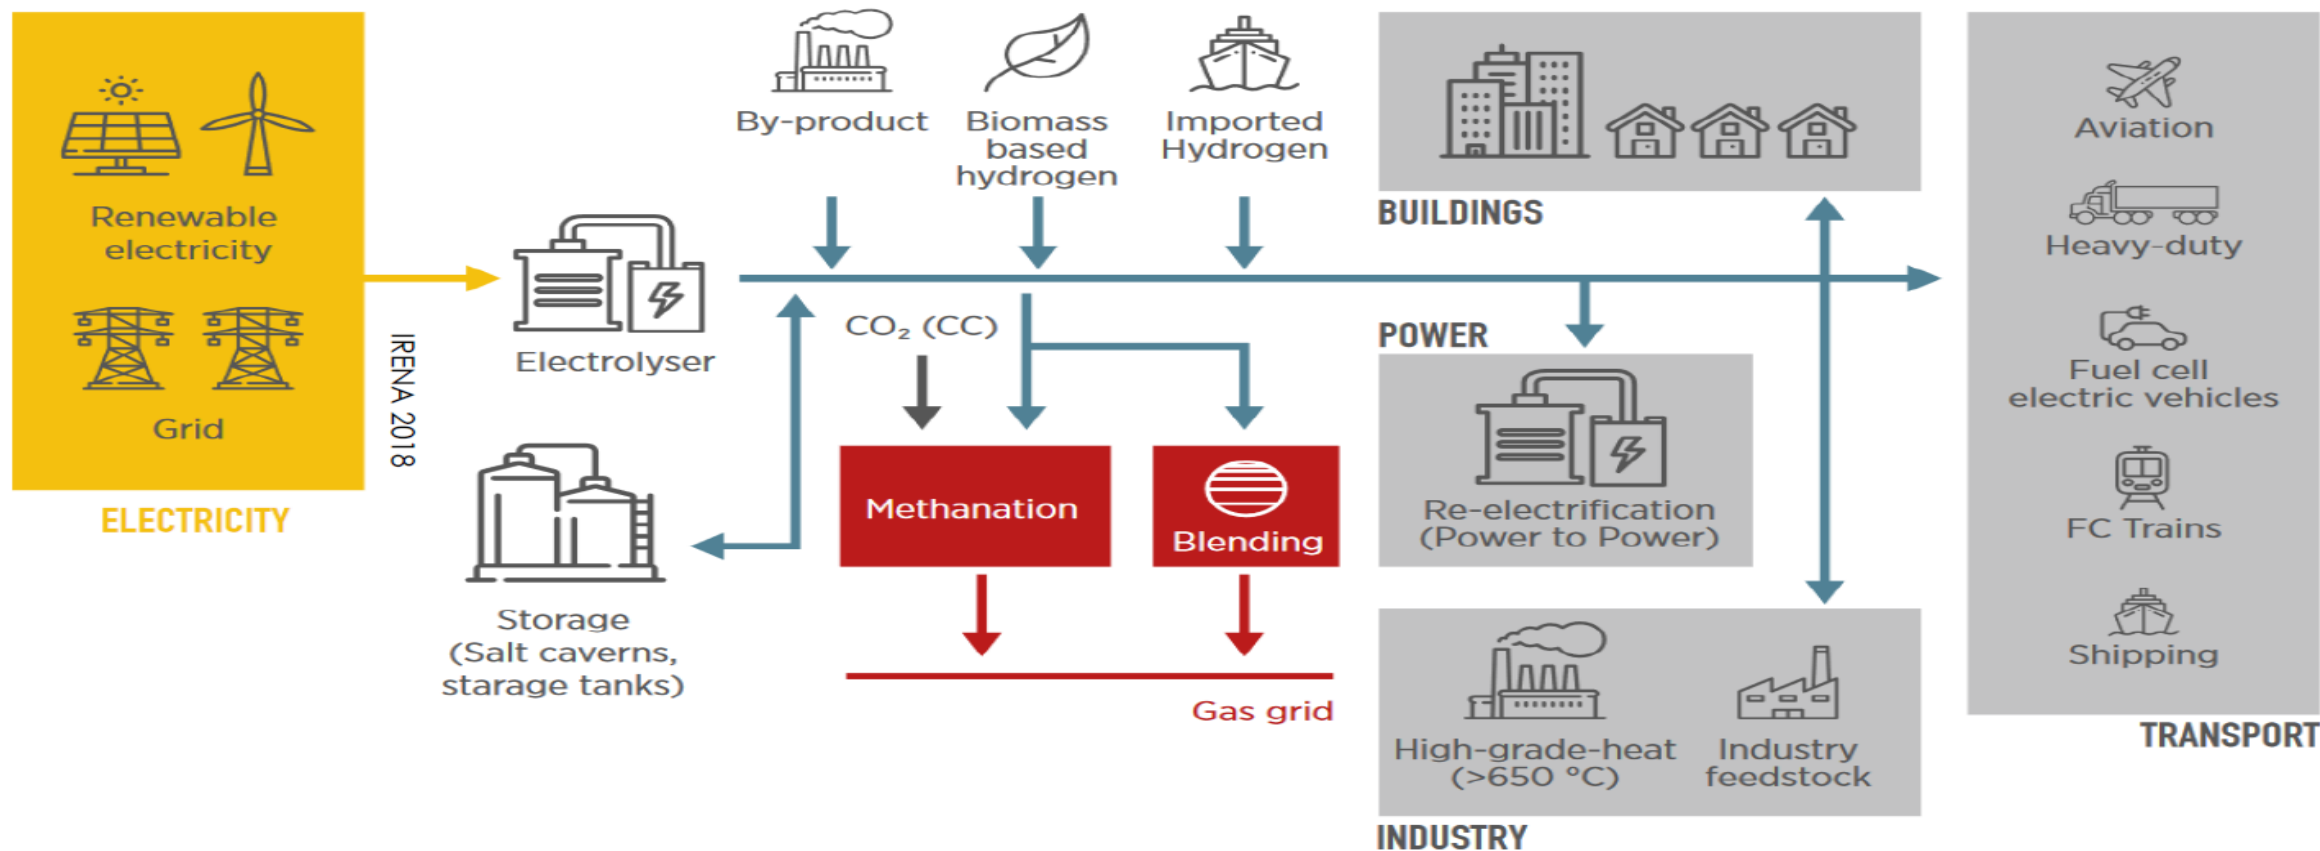 Renewable
electricity
Grid
ELECTRICITY
IRENA 2018
Electrolyser
Storage
(Salt caverns,
starage tanks)
By-product
Biomass
based
hydrogen
Imported
Hydrogen
CO₂ (CC)
Methanation
Blending
Gas grid
BUILDINGS
POWER
Re-electrification
(Power to Power)
High-grade-heat
(>650 °C)
Industry
feedstock
INDUSTRY
Aviation
Heavy-duty
Fuel cell
electric vehicles
FC Trains
Shipping
TRANSPORT